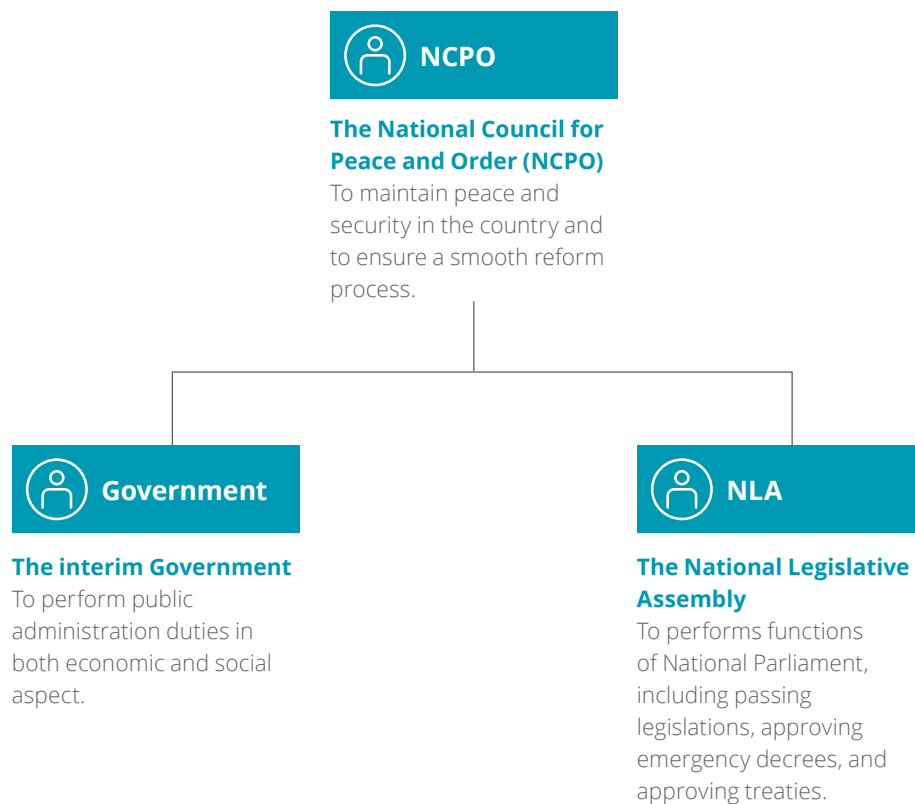 NCPO
The National Council for
Peace and Order (NCPO)
To maintain peace and
security in the country and
to ensure a smooth reform
process.
Government
The interim Government
To perform public
administration duties in
both economic and social
aspect.
NLA
The National Legislative
Assembly
To performs functions
of National Parliament,
including passing
legislations, approving
emergency decrees, and
approving treaties.